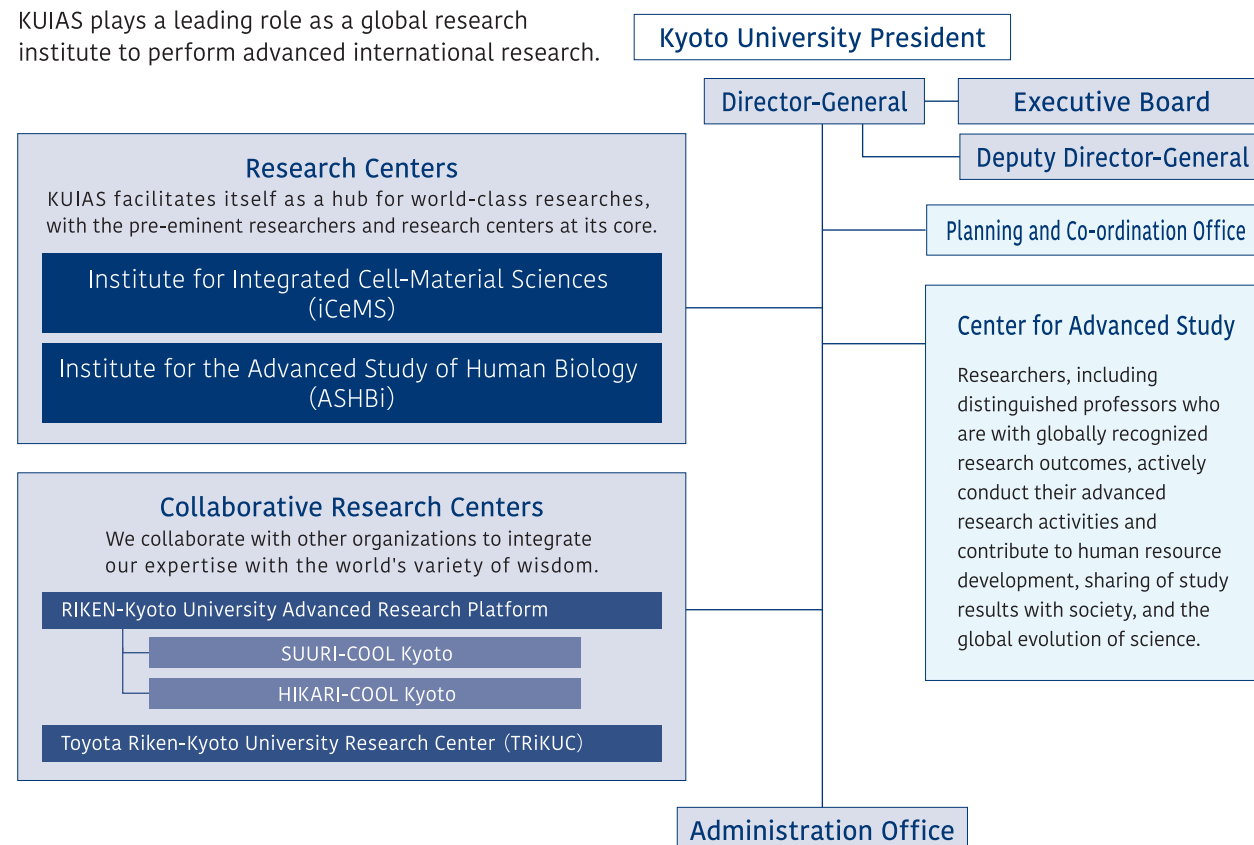 KUIAS plays a leading role as a global research
institute to perform advanced international research.
Kyoto University President
Director-General
Executive Board
Deputy Director-General
Planning and Co-ordination Office
Research Centers
KUIAS facilitates itself as a hub for world-class researches,
with the pre-eminent researchers and research centers at its core.
Institute for Integrated Cell-Material Sciences
(iCeMS)
Institute for the Advanced Study of Human Biology
(ASHBi)
Center for Advanced Study
Researchers, including
distinguished professors who
are with globally recognized
research outcomes, actively
conduct their advanced
research activities and
contribute to human resource
development, sharing of study
results with society, and the
global evolution of science.
Collaborative Research Centers
We collaborate with other organizations to integrate
our expertise with the world's variety of wisdom.
RIKEN-Kyoto University Advanced Research Platform
SUURI-COOL Kyoto
HIKARI-COOL Kyoto
Toyota Riken-Kyoto University Research Center（TRiKUC）
Administration Office